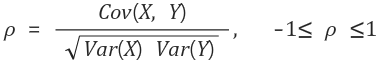 ρ = Cov(X, Y) / √Var(X) Var(Y) , −1≤ ρ ≤1